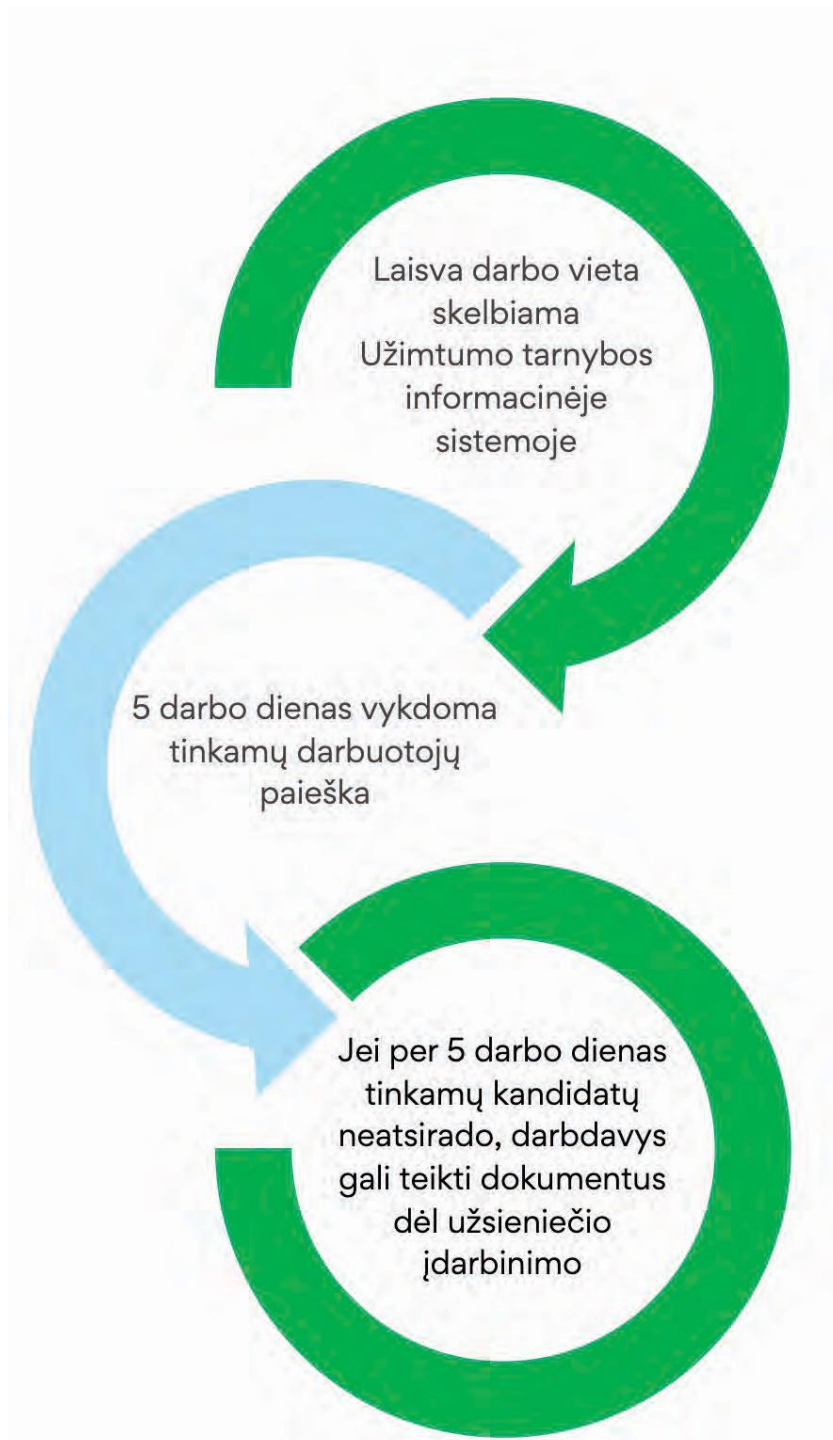 Laisva darbo vieta
skelbiama
Užimtumo tarnybos
informacinėje
sistemoje
5 darbo dienas vykdoma
tinkamų darbuotojų
paieška
Jei per 5 darbo dienas
tinkamų kandidatų
neatsirado, darbdavys
gali teikti dokumentus
dėl užsieniečio
įdarbinimo